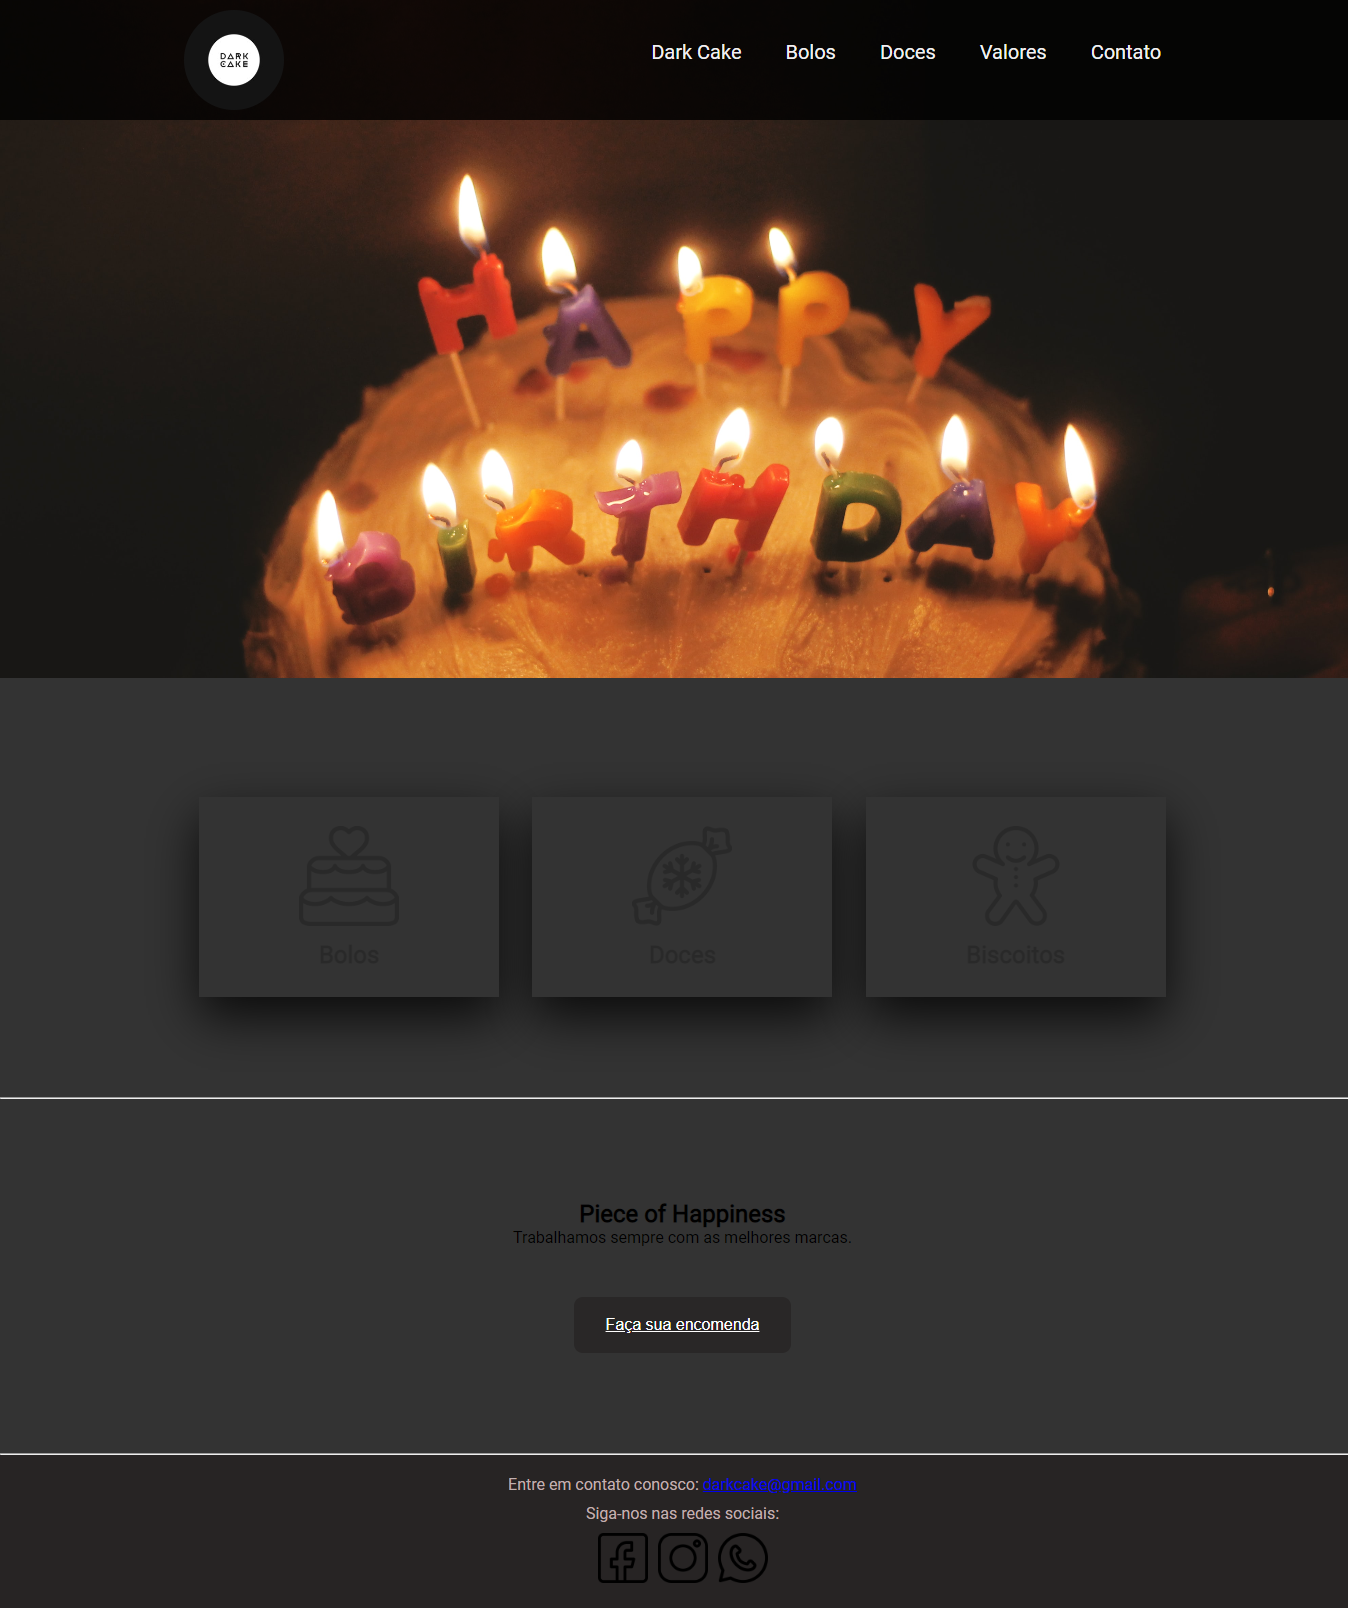 DARK
CAKE
Dark Cake Bolos Doces Valores Contato
HAPPY
BIRTHDAY
Bolos Doces Biscoitos
Piece of Happiness
Trabalhamos sempre com as melhores marcas.
Faça sua encomenda
Entre em contato conosco: darkcake@gmail.com
Siga-nos nas redes sociais: